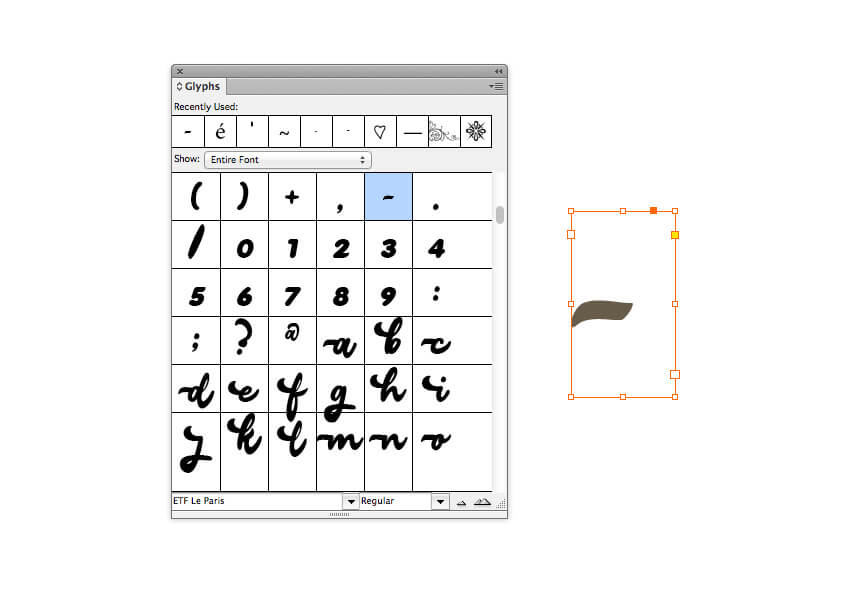 Glyphs
Recently Used:
- é ' ~ · - ♡ —
Show: Entire Font
( ) + , - .
/ 0 1 2 3 4
5 6 7 8 9 :
; ? @ a b c
d e f g h i
j k l m n o
ETF Le Paris Regular
-